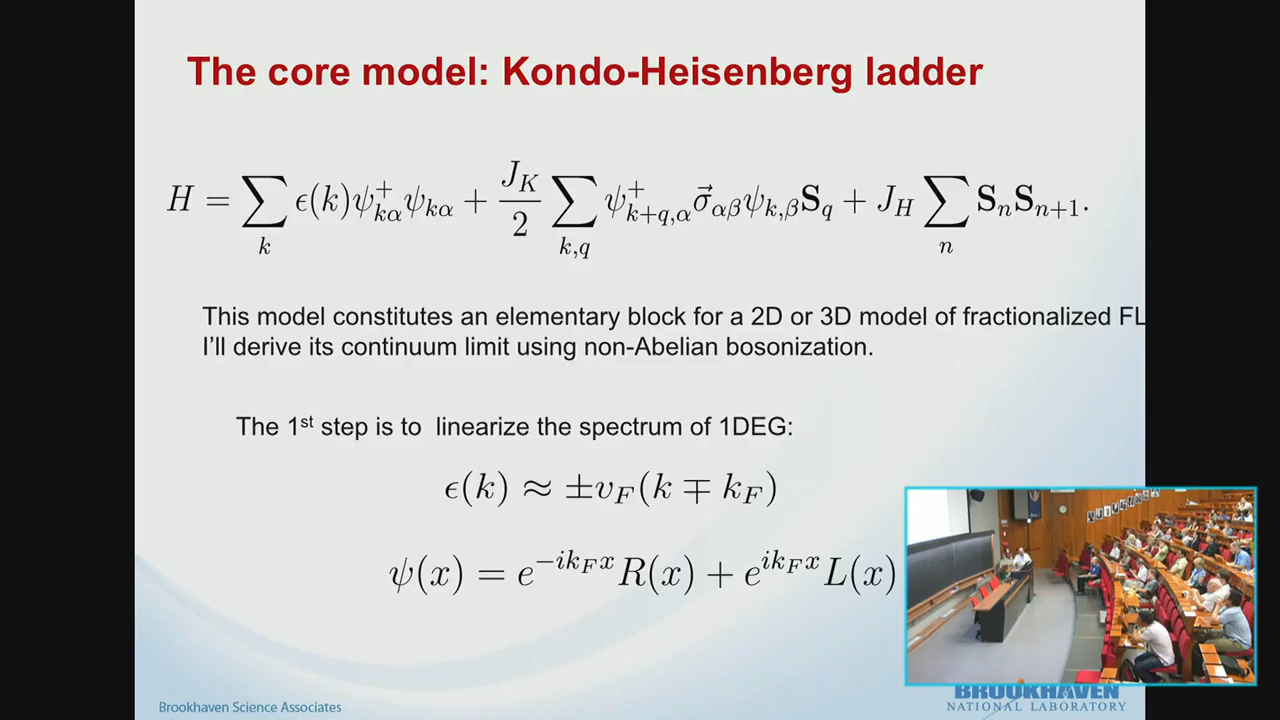 The core model: Kondo-Heisenberg ladder
H = \sum_{k} \epsilon(k)\psi^{+}_{k\alpha}\psi_{k\alpha} + \frac{J_K}{2} \sum_{k,q} \psi^{+}_{k+q,\alpha}\vec{\sigma}_{\alpha\beta}\psi_{k,\beta}\mathbf{S}_q + J_H \sum_{n} \mathbf{S}_n\mathbf{S}_{n+1}.
This model constitutes an elementary block for a 2D or 3D model of fractionalized FL
I'll derive its continuum limit using non-Abelian bosonization.
The 1st step is to linearize the spectrum of 1DEG:
\epsilon(k) \approx \pm v_F(k \mp k_F)
\psi(x) = e^{-ik_F x}R(x) + e^{ik_F x}L(x)
Brookhaven Science Associates
BROOKHAVEN
NATIONAL LABORATORY